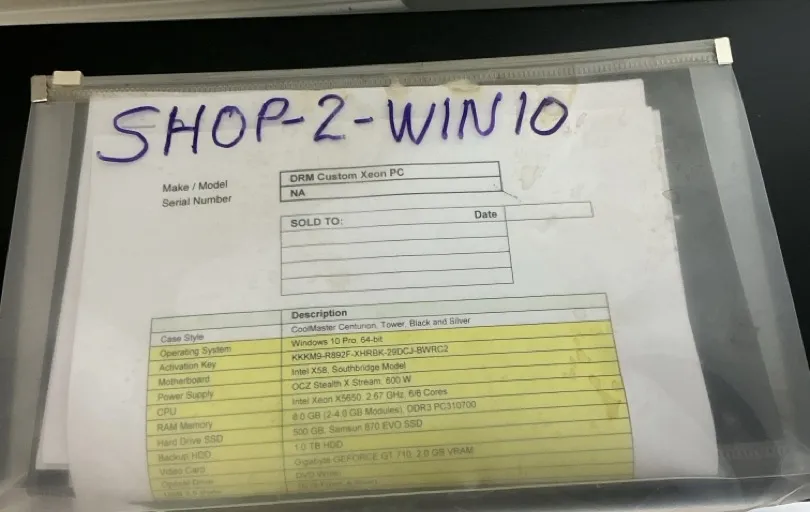 SHOP-2-WIN10
Make / Model DRM Custom Xeon PC
Serial Number NA
SOLD TO: Date
Description
Case Style CoolMaster Centurion, Tower, Black and Silver
Operating System Windows 10 Pro, 64-bit
Activation Key KKKM9-R892F-XHRBK-29DCJ-BWRC2
Motherboard Intel X58, Southbridge Model
Power Supply OCZ Stealth X Stream, 600 W
CPU Intel Xeon X5650, 2.67 GHz, 6/6 Cores
RAM Memory 8.0 GB (2-4.0 GB Modules), DDR3 PC310700
Hard Drive SSD 500 GB, Samsun 870 EVO SSD
Backup HDD 1.0 TB HDD
Video Card Gigabyte GEFORCE GT 710, 2.0 GB VRAM
Optical Drive DVD